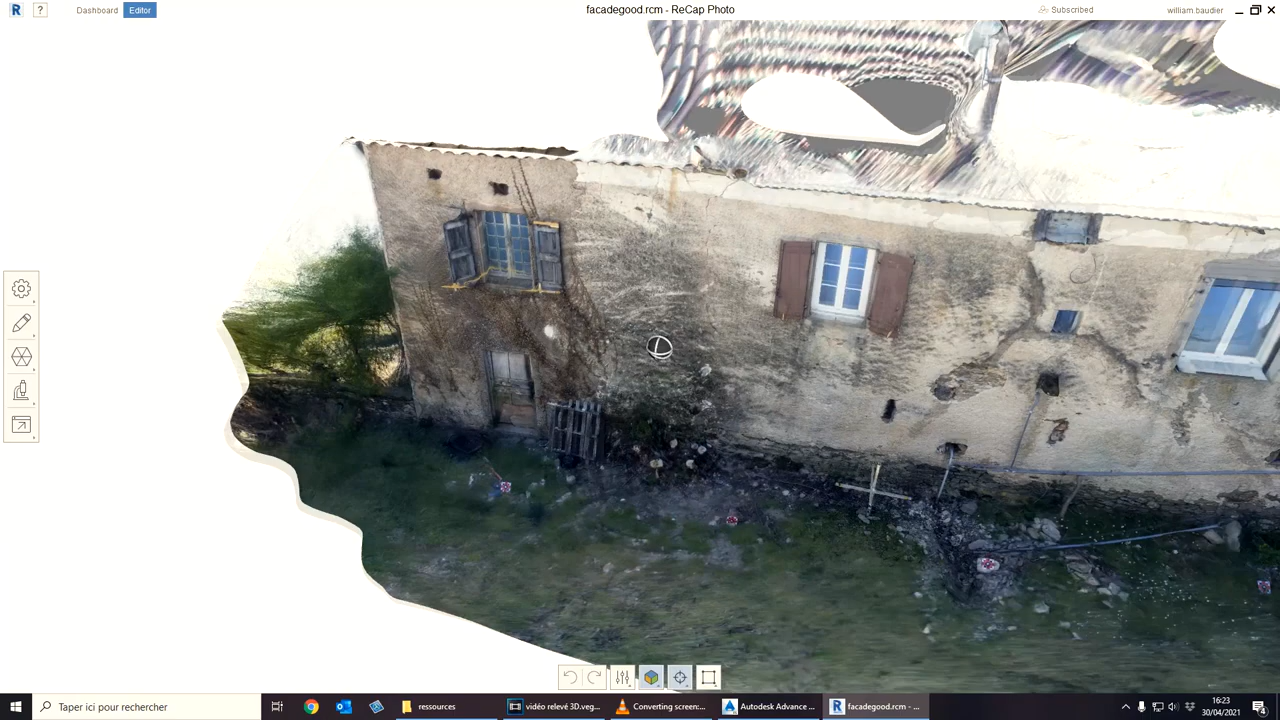 R ? Dashboard Editor facadegood.rcm - ReCap Photo Subscribed william.baudier
Taper ici pour rechercher ressources vidéo relevé 3D.veg... Converting screen:... Autodesk Advance ... facadegood.rcm - ... 16:23
30/04/2021 4